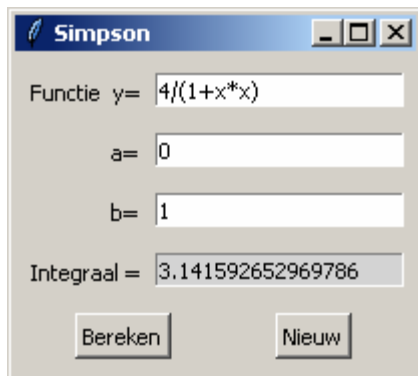 Simpson
Functie y= 4/(1+x*x)
a= 0
b= 1
Integraal = 3.141592652969786
Bereken Nieuw